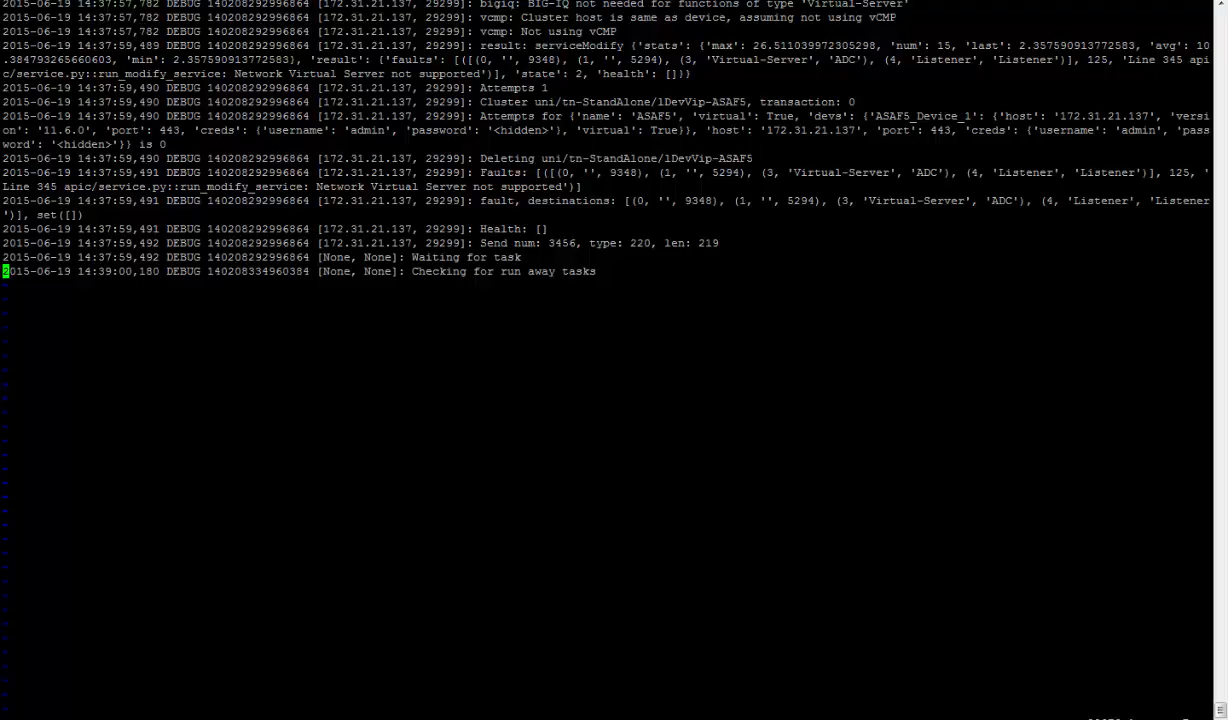 2015-06-19 14:37:57,782 DEBUG 140208292996864 [172.31.21.137, 29299]: bigiq: BIG-IQ not needed for functions of type 'Virtual-Server'
2015-06-19 14:37:57,782 DEBUG 140208292996864 [172.31.21.137, 29299]: vcmp: Cluster host is same as device, assuming not using vCMP
2015-06-19 14:37:57,782 DEBUG 140208292996864 [172.31.21.137, 29299]: vcmp: Not using vCMP
2015-06-19 14:37:59,489 DEBUG 140208292996864 [172.31.21.137, 29299]: result: serviceModify {'stats': {'max': 26.511039972305298, 'num': 15, 'last': 2.357590913772583, 'avg': 10
.384793265660603, 'min': 2.357590913772583}, 'result': {'faults': [([(0, '', 9348), (1, '', 5294), (3, 'Virtual-Server', 'ADC'), (4, 'Listener', 'Listener')], 125, 'Line 345 api
c/service.py::run_modify_service: Network Virtual Server not supported')], 'state': 2, 'health': []}}
2015-06-19 14:37:59,490 DEBUG 140208292996864 [172.31.21.137, 29299]: Attempts 1
2015-06-19 14:37:59,490 DEBUG 140208292996864 [172.31.21.137, 29299]: Cluster uni/tn-StandAlone/lDevVip-ASAF5, transaction: 0
2015-06-19 14:37:59,490 DEBUG 140208292996864 [172.31.21.137, 29299]: Attempts for {'name': 'ASAF5', 'virtual': True, 'devs': {'ASAF5_Device_1': {'host': '172.31.21.137', 'versi
on': '11.6.0', 'port': 443, 'creds': {'username': 'admin', 'password': '<hidden>'}, 'virtual': True}}, 'host': '172.31.21.137', 'port': 443, 'creds': {'username': 'admin', 'pass
word': '<hidden>'}} is 0
2015-06-19 14:37:59,490 DEBUG 140208292996864 [172.31.21.137, 29299]: Deleting uni/tn-StandAlone/lDevVip-ASAF5
2015-06-19 14:37:59,491 DEBUG 140208292996864 [172.31.21.137, 29299]: Faults: [([(0, '', 9348), (1, '', 5294), (3, 'Virtual-Server', 'ADC'), (4, 'Listener', 'Listener')], 125, '
Line 345 apic/service.py::run_modify_service: Network Virtual Server not supported')]
2015-06-19 14:37:59,491 DEBUG 140208292996864 [172.31.21.137, 29299]: fault, destinations: [(0, '', 9348), (1, '', 5294), (3, 'Virtual-Server', 'ADC'), (4, 'Listener', 'Listener
')], set([])
2015-06-19 14:37:59,491 DEBUG 140208292996864 [172.31.21.137, 29299]: Health: []
2015-06-19 14:37:59,492 DEBUG 140208292996864 [172.31.21.137, 29299]: Send num: 3456, type: 220, len: 219
2015-06-19 14:37:59,492 DEBUG 140208292996864 [None, None]: Waiting for task
2015-06-19 14:39:00,180 DEBUG 140208334960384 [None, None]: Checking for run away tasks